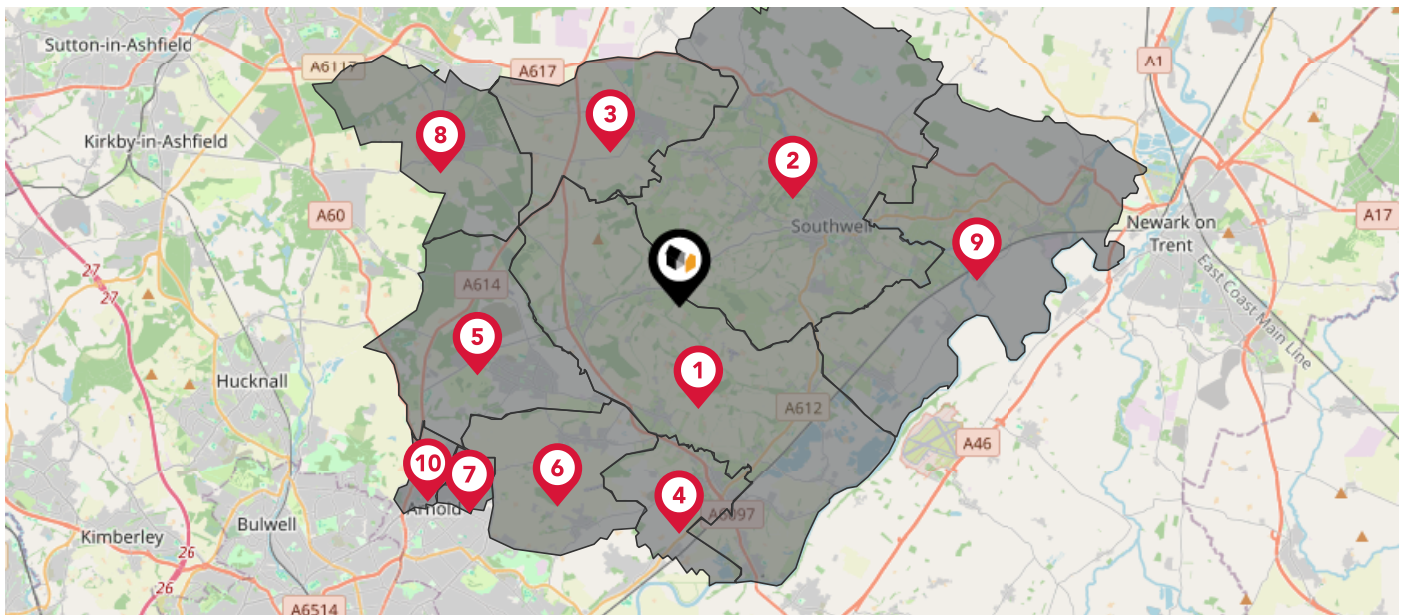 Sutton-in-Ashfield
A6117
A617
A1
3
8
Kirkby-in-Ashfield
2
A60
Southwell
A17
Newark on
Trent
9
27
27
A614
East Coast Main Line
5
1
Hucknall
A612
A46
10
7
6
4
Arnold
A6097
Bulwell
Kimberley
26
26
A6514